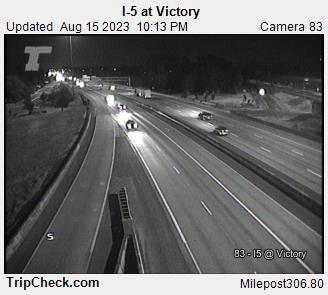 I-5 at Victory
Updated Aug 15 2023 10:13 PM Camera 83
T
S
83 - I5 @ Victory
TripCheck.com Milepost306.80